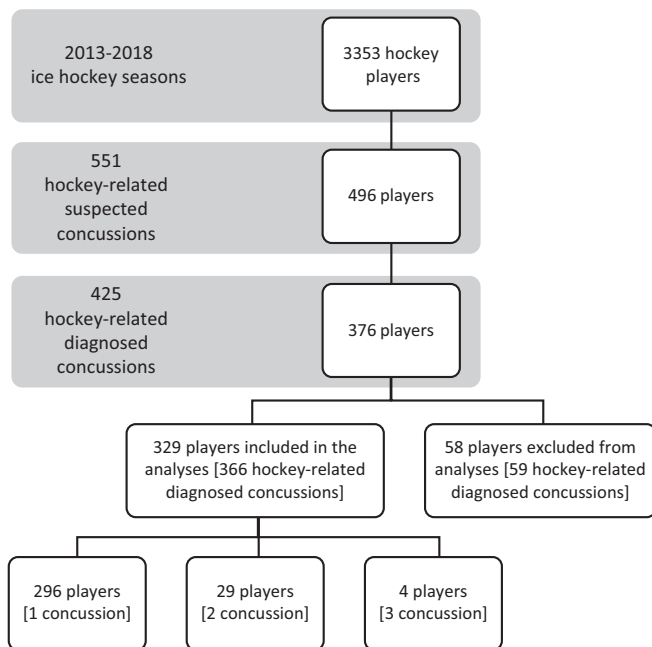 2013-2018
ice hockey seasons
3353 hockey
players
551
hockey-related
suspected
concussions
496 players
425
hockey-related
diagnosed
concussions
376 players
329 players included in the
analyses [366 hockey-related
diagnosed concussions]
58 players excluded from
analyses [59 hockey-related
diagnosed concussions]
296 players
[1 concussion]
29 players
[2 concussion]
4 players
[3 concussion]